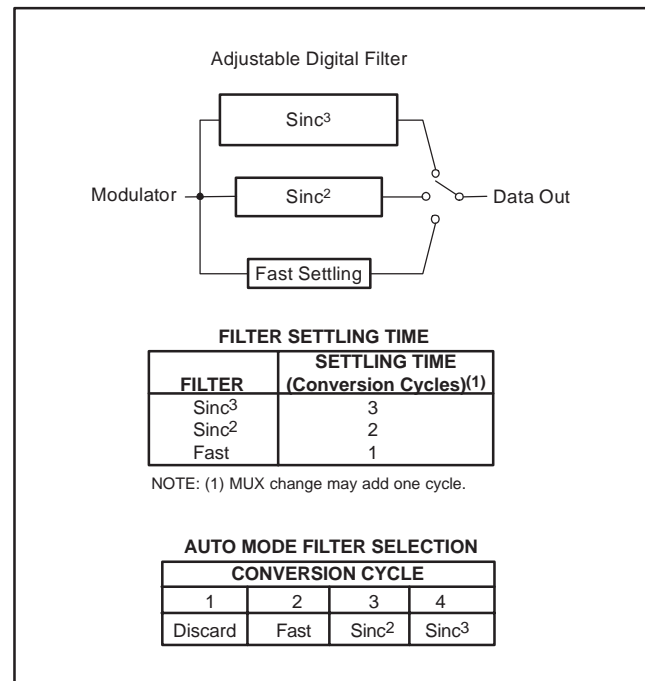 Adjustable Digital Filter
Sinc³
Modulator
Sinc²
Data Out
Fast Settling
FILTER SETTLING TIME
FILTER
SETTLING TIME
(Conversion Cycles)(1)
Sinc³ 3
Sinc² 2
Fast 1
NOTE: (1) MUX change may add one cycle.
AUTO MODE FILTER SELECTION
CONVERSION CYCLE
1 2 3 4
Discard Fast Sinc² Sinc³